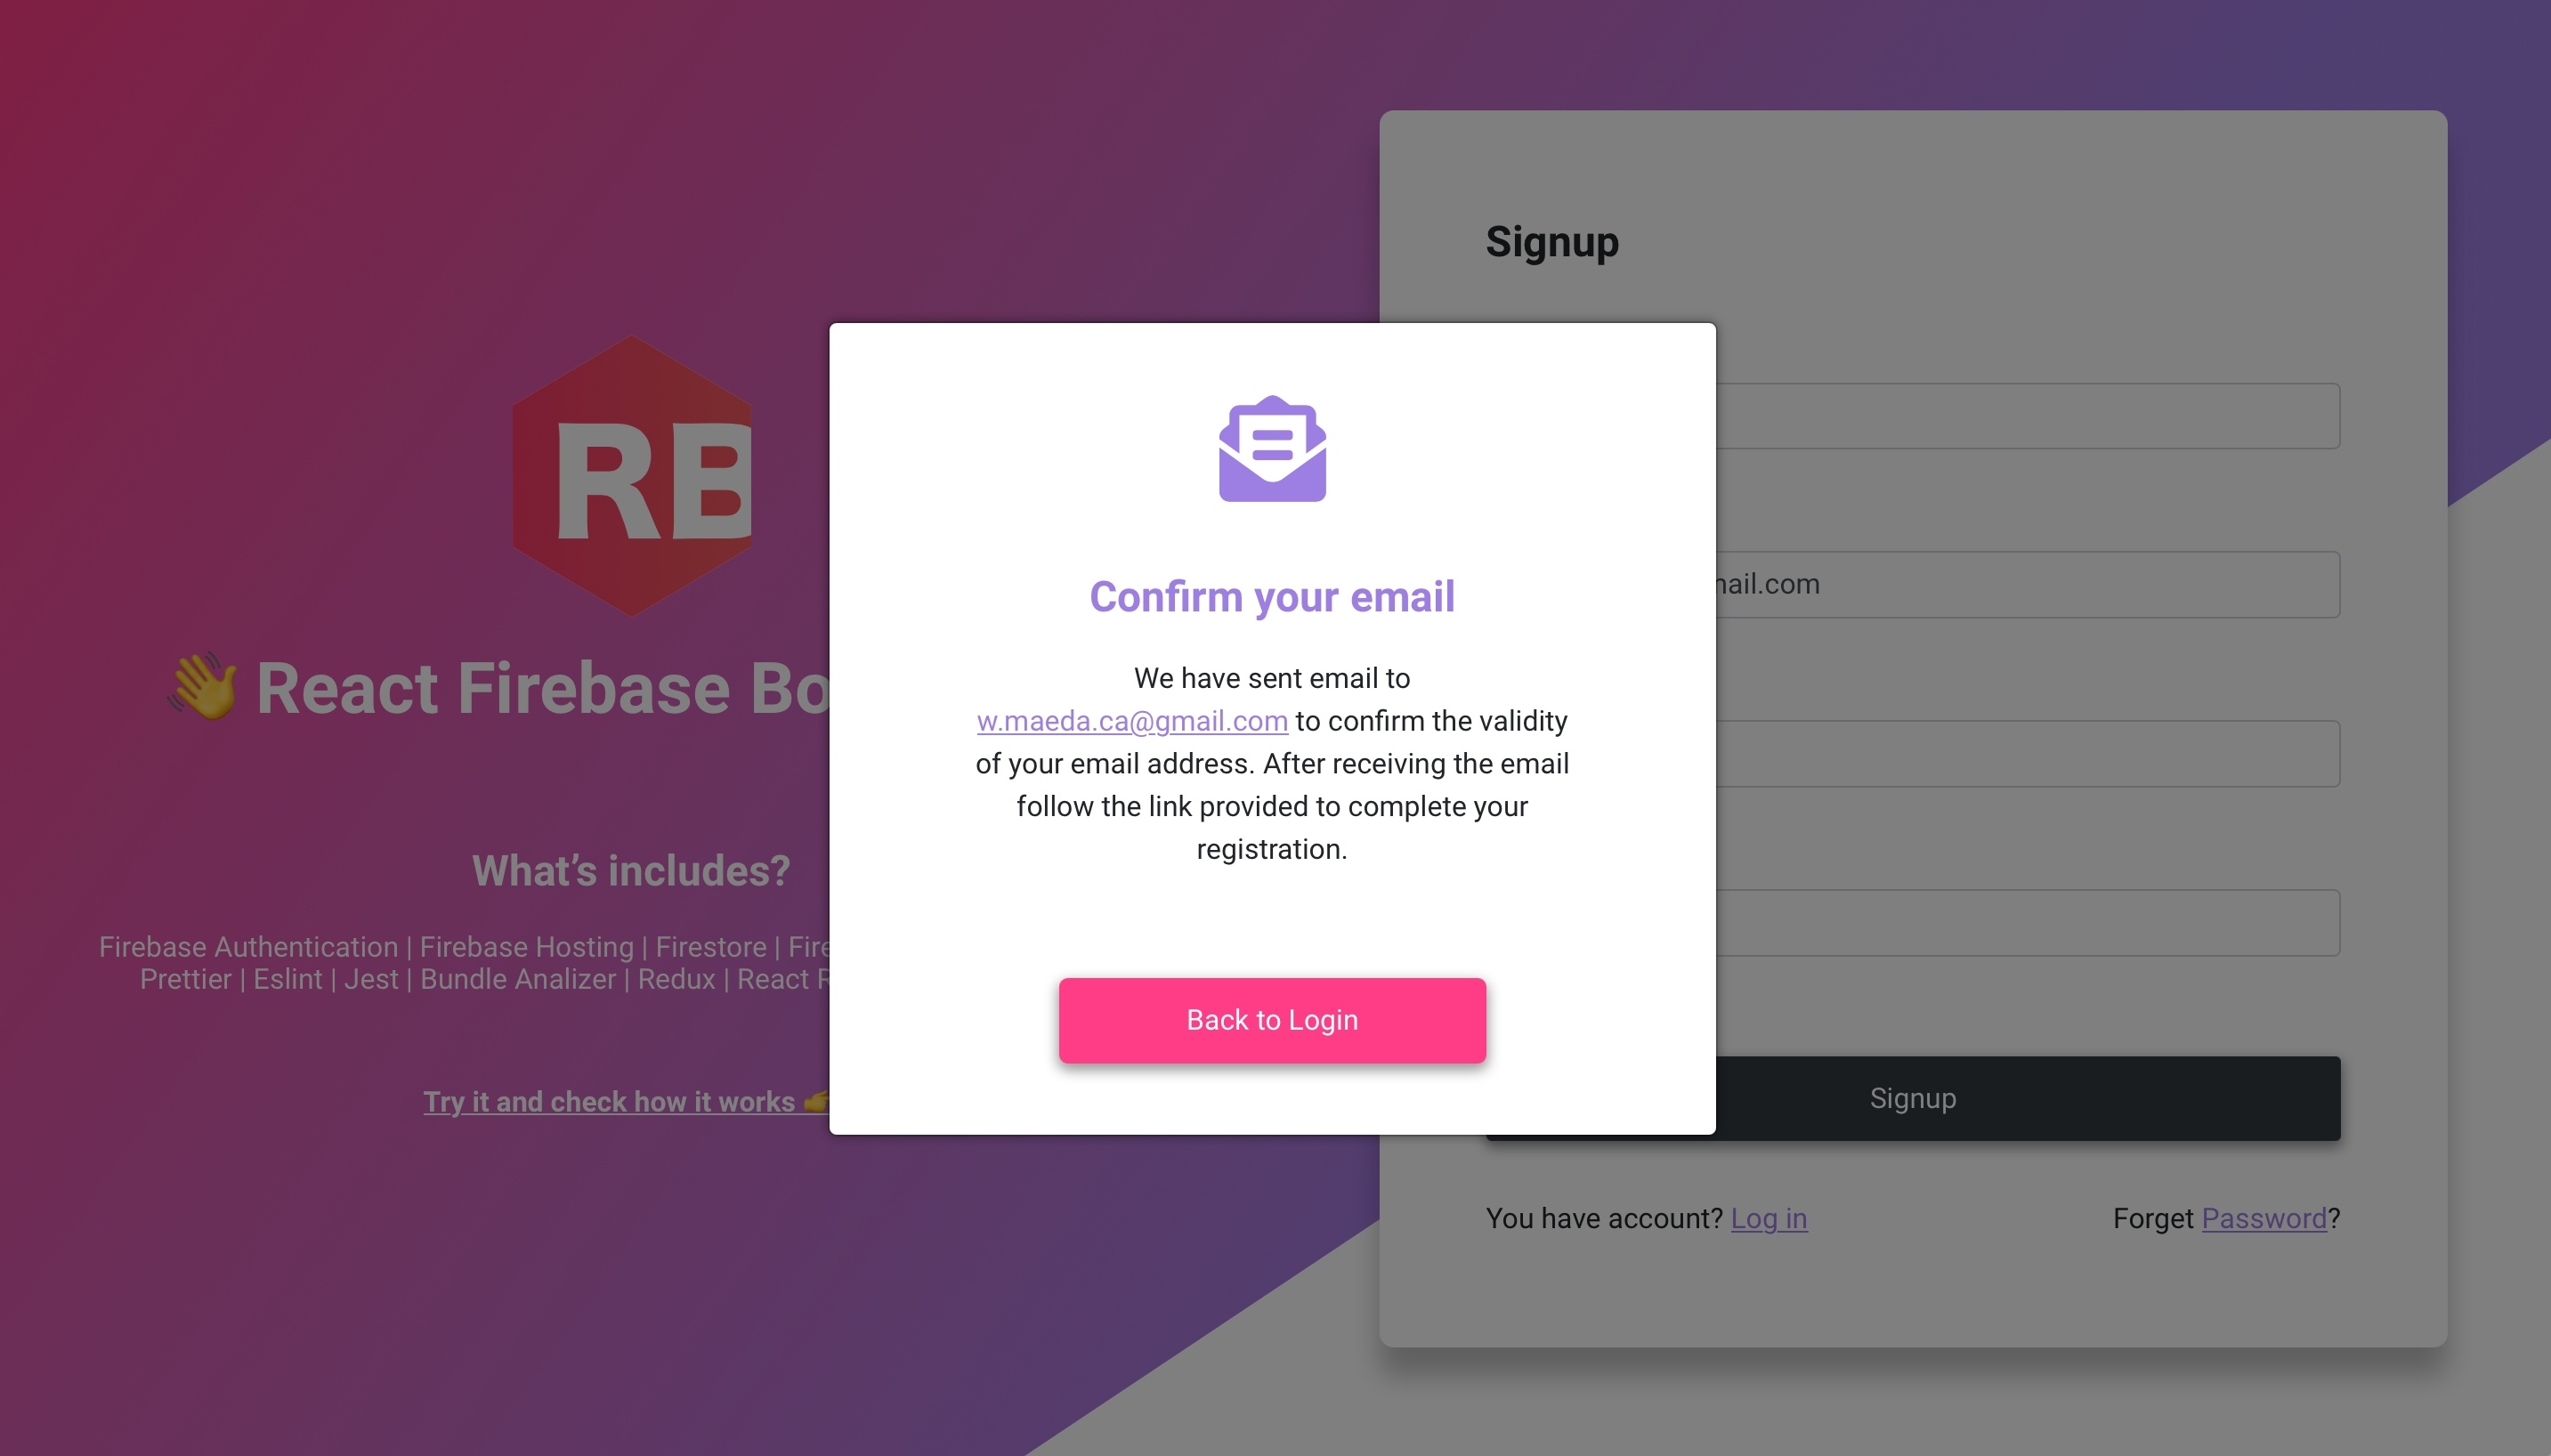 RB
👋 React Firebase Bo
What’s includes?
Firebase Authentication | Firebase Hosting | Firestore | Fire
Prettier | Eslint | Jest | Bundle Analizer | Redux | React R
Try it and check how it works 👉
Confirm your email
We have sent email to
w.maeda.ca@gmail.com to confirm the validity
of your email address. After receiving the email
follow the link provided to complete your
registration.
Back to Login
Signup
mail.com
Signup
You have account? Log in
Forget Password?